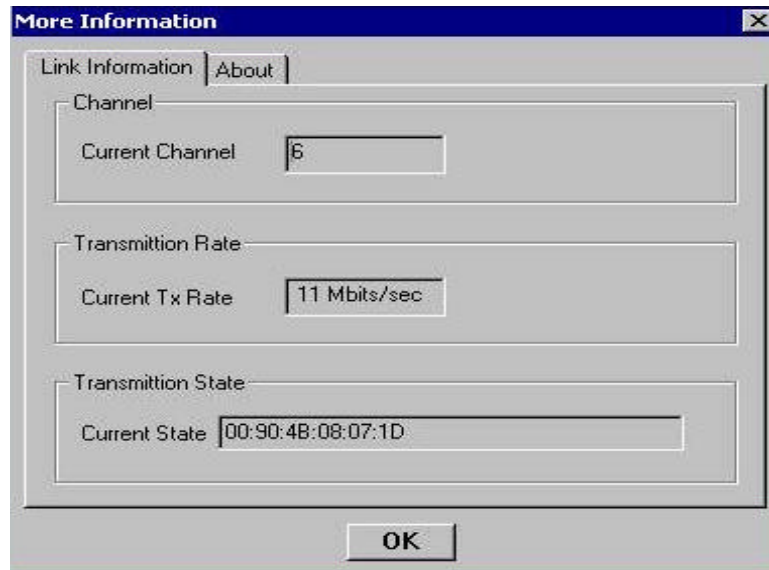 More Information
Link Information About
Channel
Current Channel 6
Transmittion Rate
Current Tx Rate 11 Mbits/sec
Transmittion State
Current State 00:90:4B:08:07:1D
OK